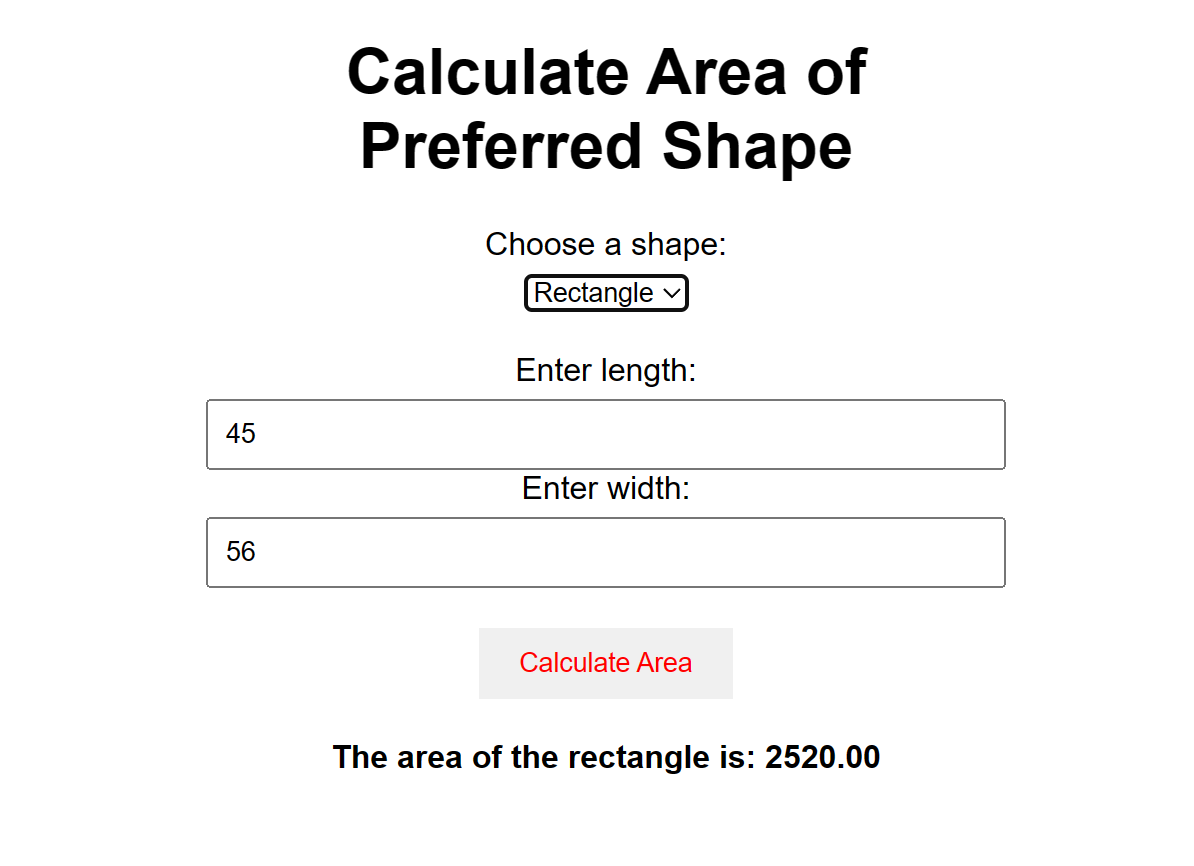 Calculate Area of
Preferred Shape
Choose a shape:
Rectangle
Enter length:
45
Enter width:
56
Calculate Area
The area of the rectangle is: 2520.00